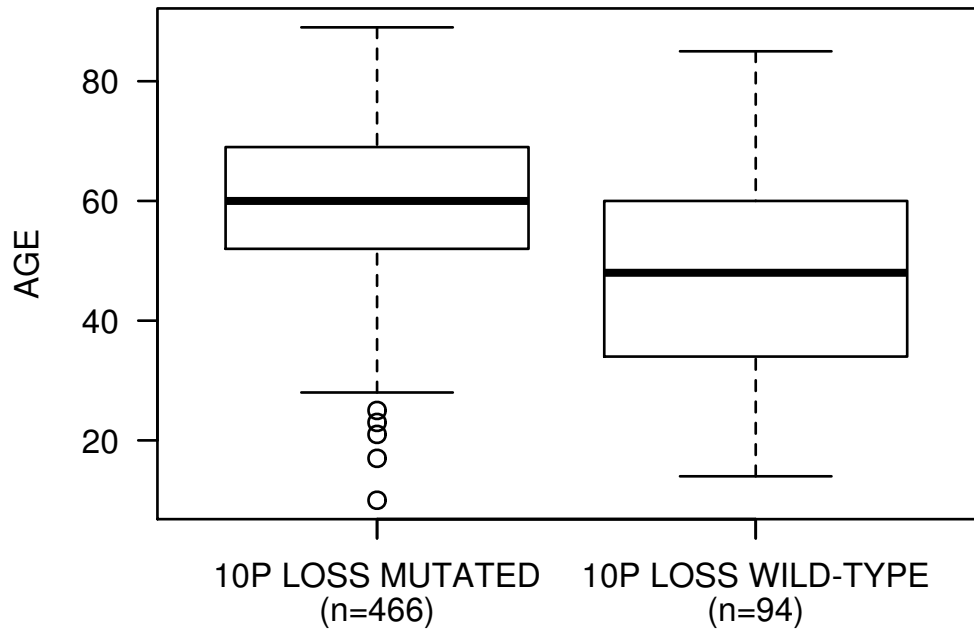 AGE
80
60
40
20
10P LOSS MUTATED
(n=466)
10P LOSS WILD-TYPE
(n=94)